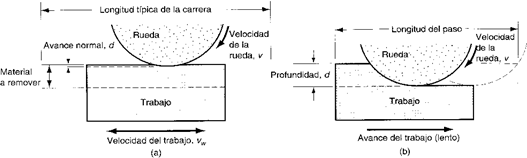 Longitud típica de la carrera
Avance normal, d
Rueda
Velocidad
de la
rueda, v
Material
a remover
Trabajo
Velocidad del trabajo, vw
(a)
Longitud del paso
Rueda
Velocidad
de la
rueda, v
Profundidad, d
Trabajo
Avance del trabajo (lento)
(b)